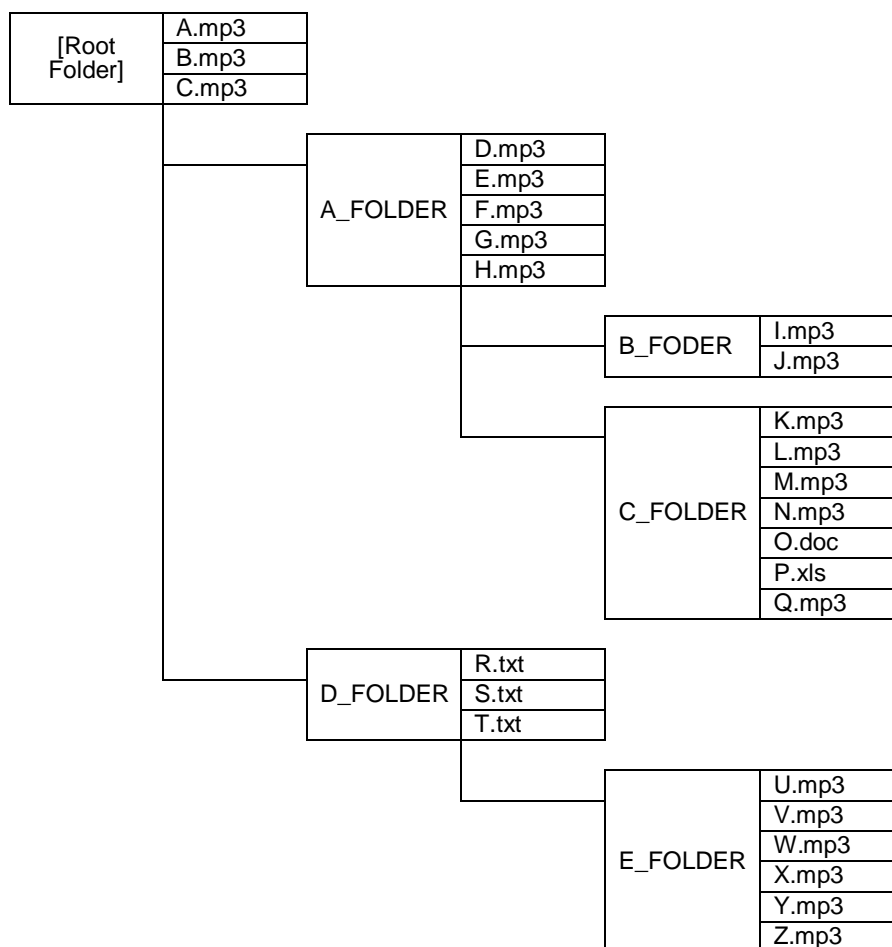 [Root
Folder]
A.mp3
B.mp3
C.mp3
A_FOLDER
D.mp3
E.mp3
F.mp3
G.mp3
H.mp3
B_FODER
I.mp3
J.mp3
C_FOLDER
K.mp3
L.mp3
M.mp3
N.mp3
O.doc
P.xls
Q.mp3
D_FOLDER
R.txt
S.txt
T.txt
E_FOLDER
U.mp3
V.mp3
W.mp3
X.mp3
Y.mp3
Z.mp3